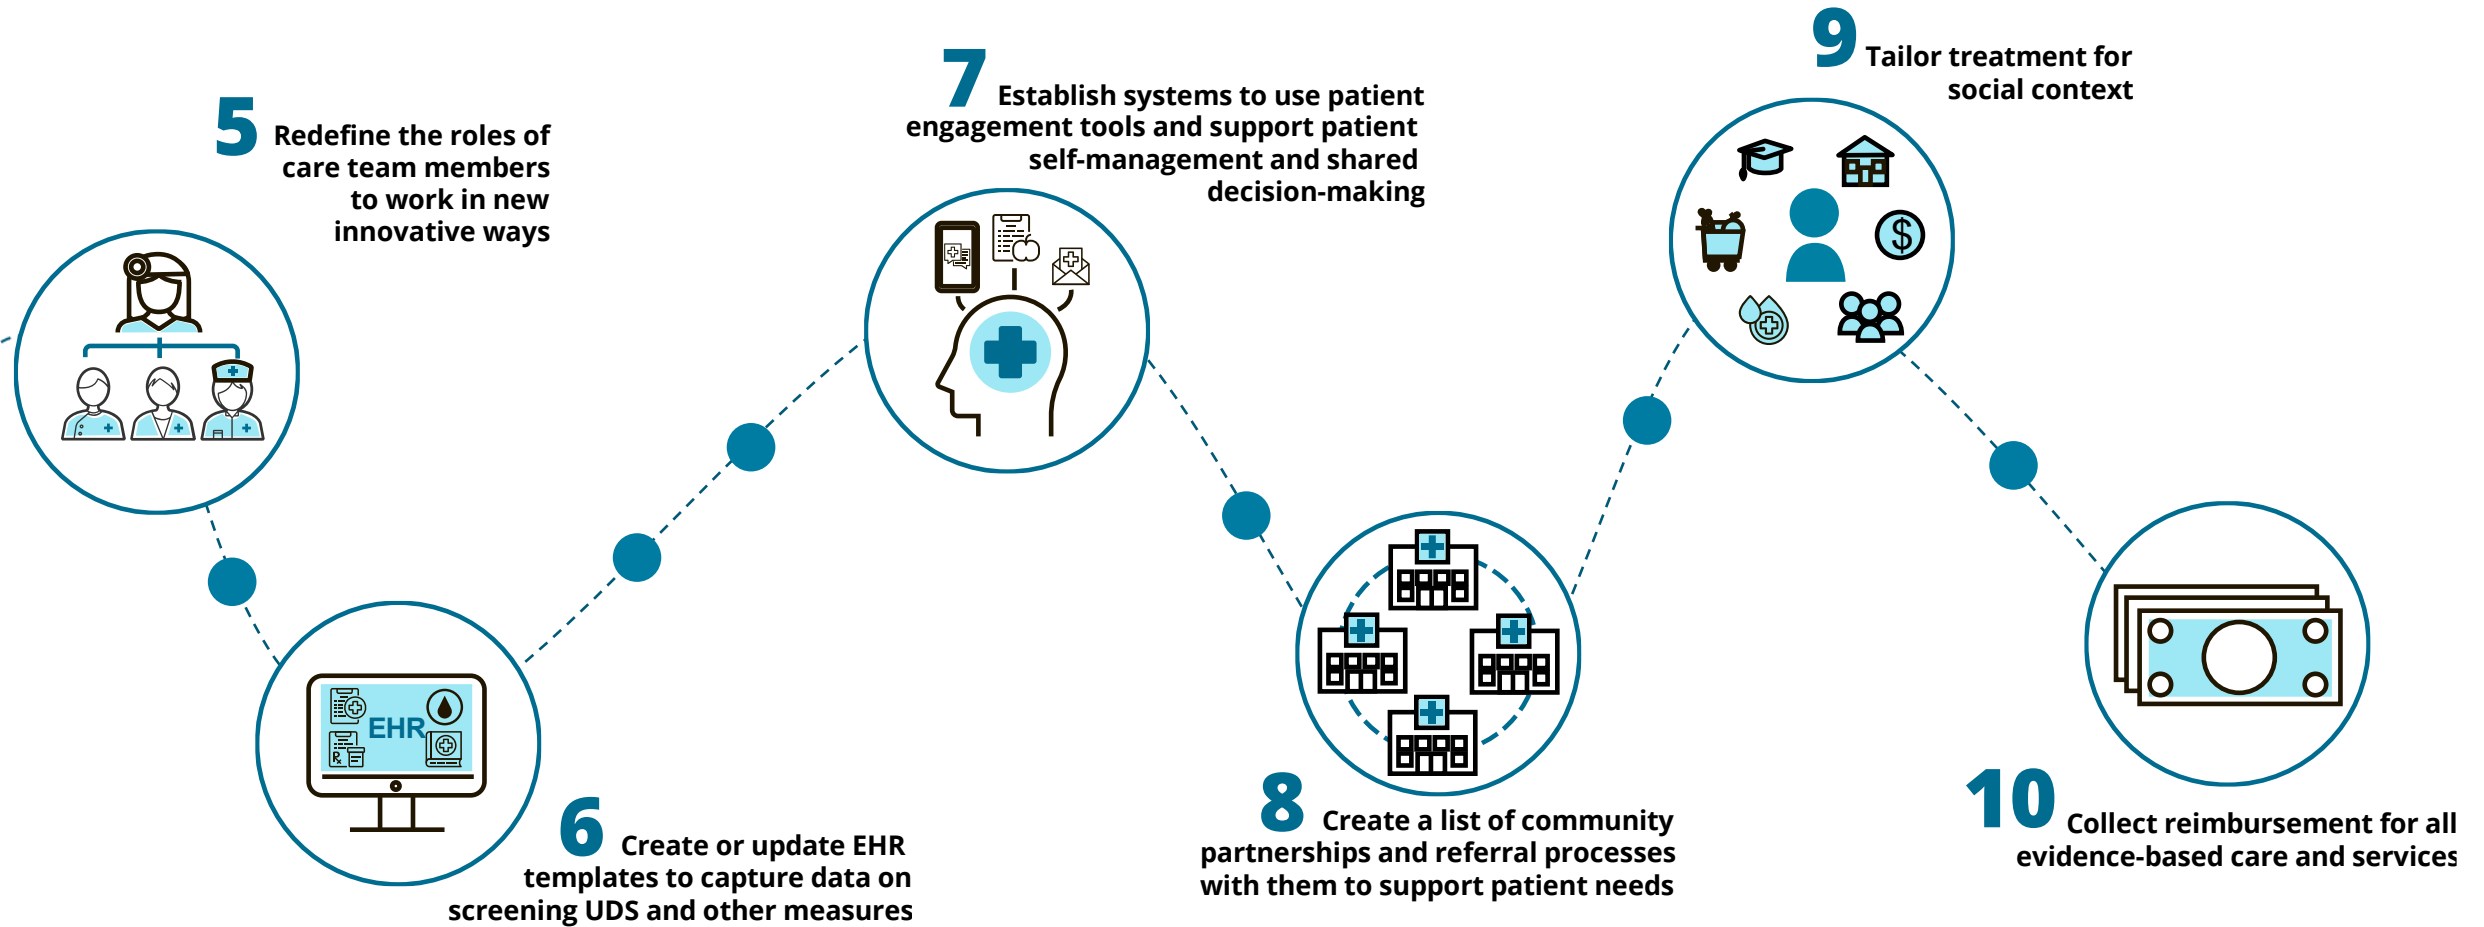 5
Redefine the roles of
care team members
to work in new
innovative ways
EHR
Rx
6
Create or update EHR
templates to capture data on
screening UDS and other measures
7
Establish systems to use patient
engagement tools and support patient
self-management and shared
decision-making
8
Create a list of community
partnerships and referral processes
with them to support patient needs
9
Tailor treatment for
social context
$
10
Collect reimbursement for all
evidence-based care and services